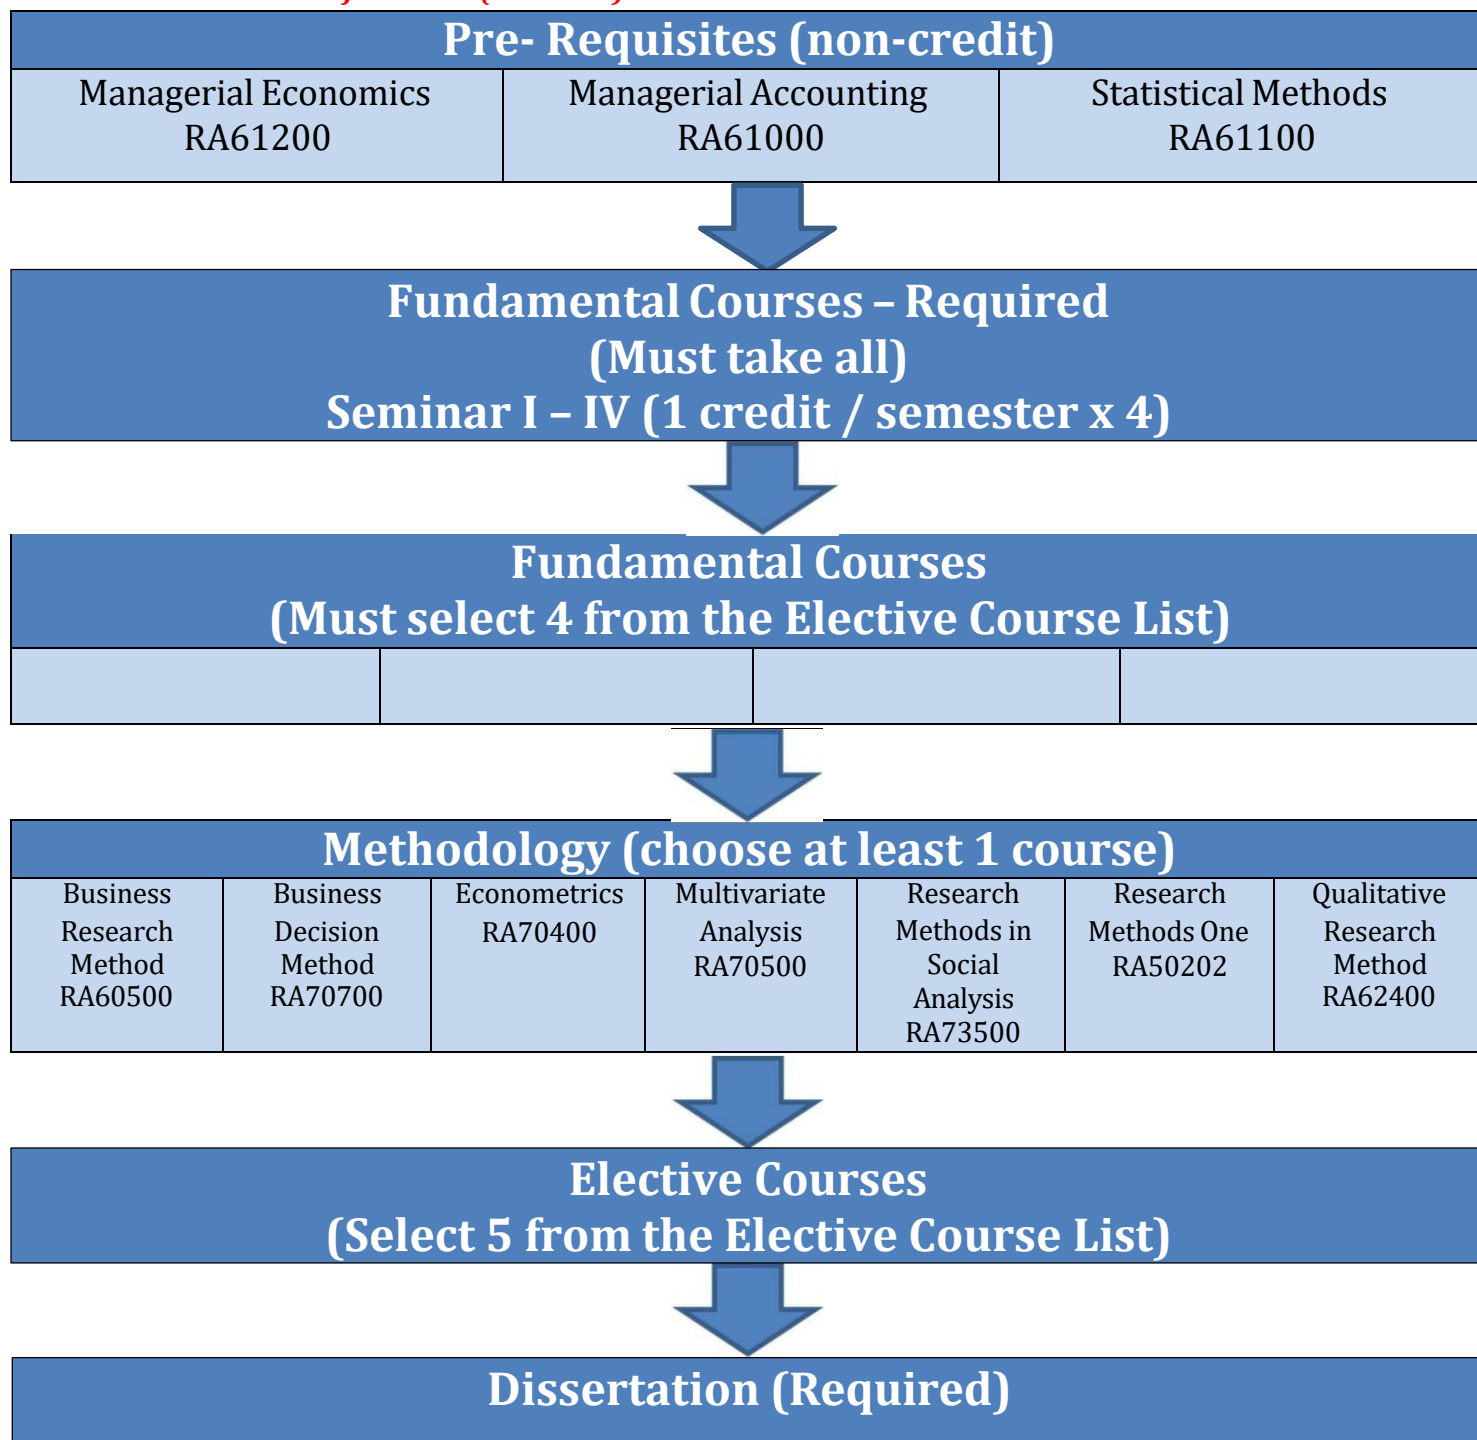 Pre- Requisites (non-credit)
Managerial Economics
RA61200
Managerial Accounting
RA61000
Statistical Methods
RA61100
Fundamental Courses – Required
(Must take all)
Seminar I – IV (1 credit / semester x 4)
Fundamental Courses
(Must select 4 from the Elective Course List)
Methodology (choose at least 1 course)
Business
Research
Method
RA60500
Business
Decision
Method
RA70700
Econometrics
RA70400
Multivariate
Analysis
RA70500
Research
Methods in
Social
Analysis
RA73500
Research
Methods One
RA50202
Qualitative
Research
Method
RA62400
Elective Courses
(Select 5 from the Elective Course List)
Dissertation (Required)